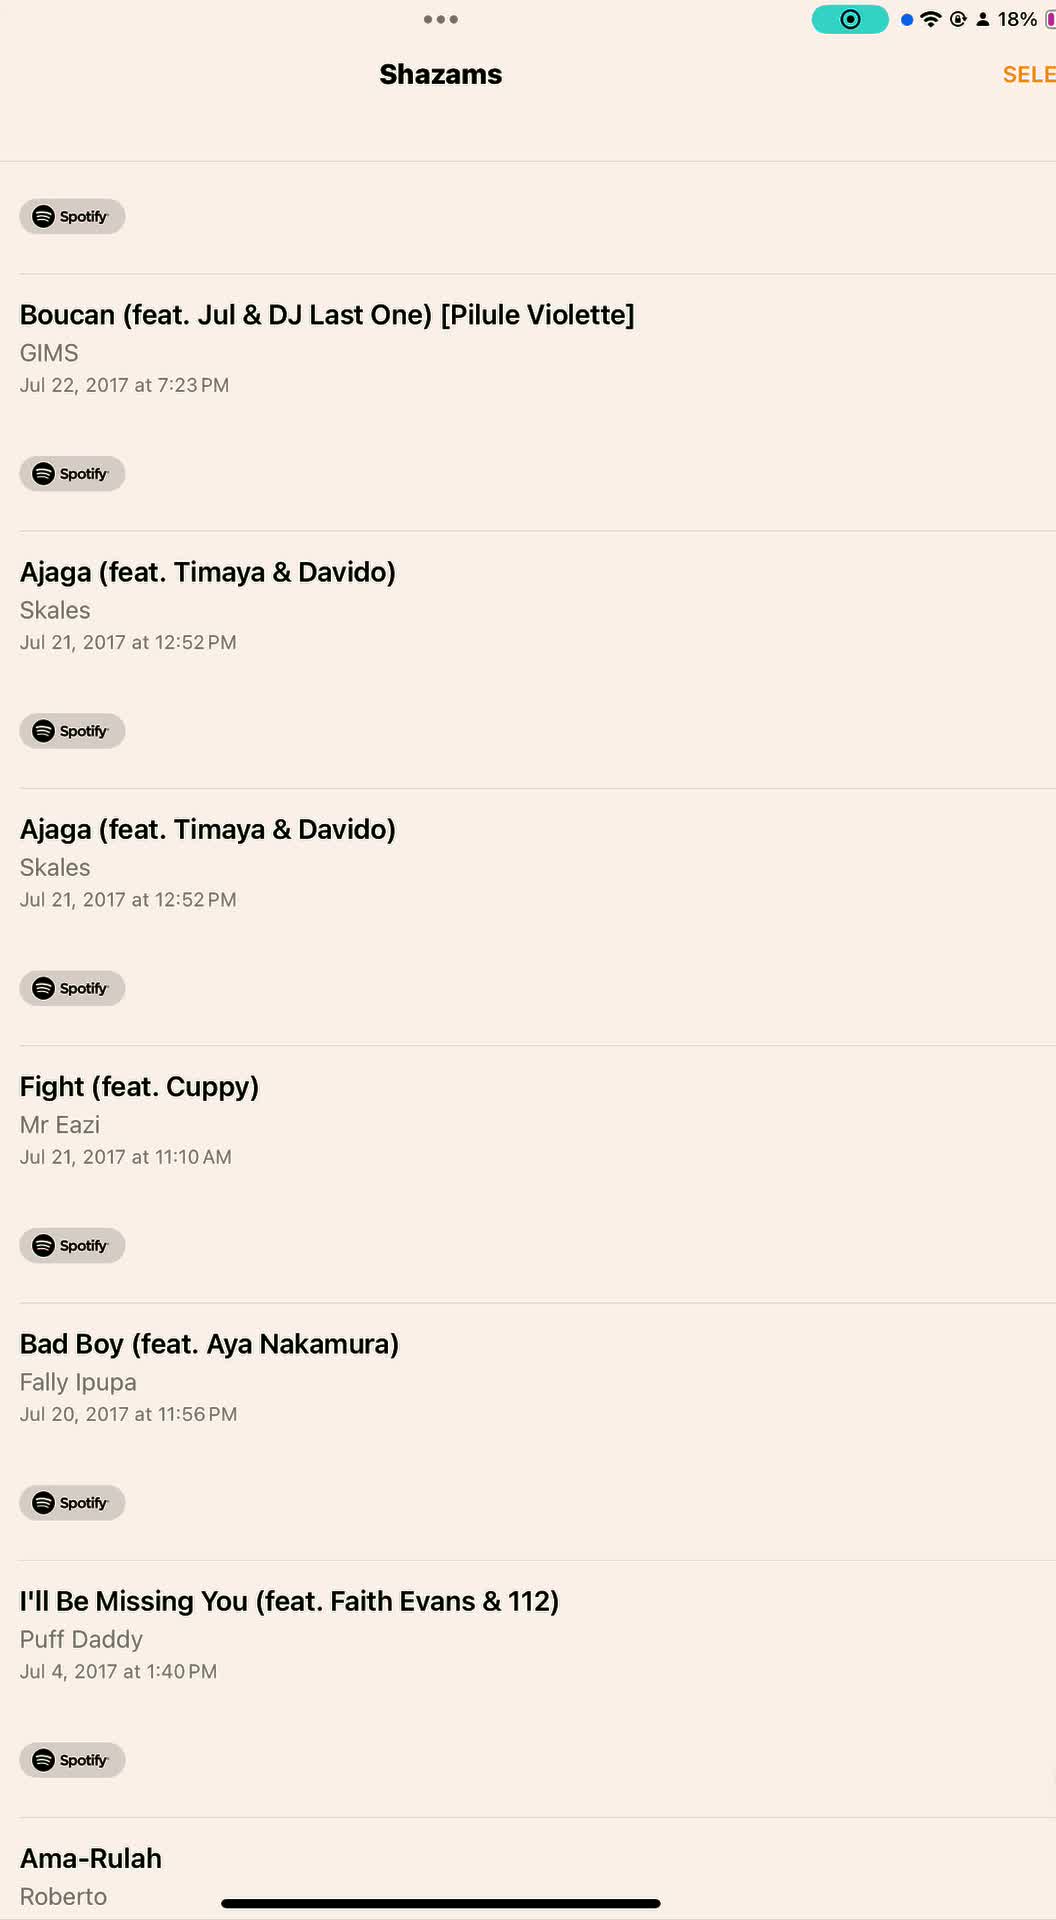 18%
Shazams
SELE
Spotify
Boucan (feat. Jul & DJ Last One) [Pilule Violette]
GIMS
Jul 22, 2017 at 7:23 PM
Spotify
Ajaga (feat. Timaya & Davido)
Skales
Jul 21, 2017 at 12:52 PM
Spotify
Ajaga (feat. Timaya & Davido)
Skales
Jul 21, 2017 at 12:52 PM
Spotify
Fight (feat. Cuppy)
Mr Eazi
Jul 21, 2017 at 11:10 AM
Spotify
Bad Boy (feat. Aya Nakamura)
Fally Ipupa
Jul 20, 2017 at 11:56 PM
Spotify
I'll Be Missing You (feat. Faith Evans & 112)
Puff Daddy
Jul 4, 2017 at 1:40 PM
Spotify
Ama-Rulah
Roberto